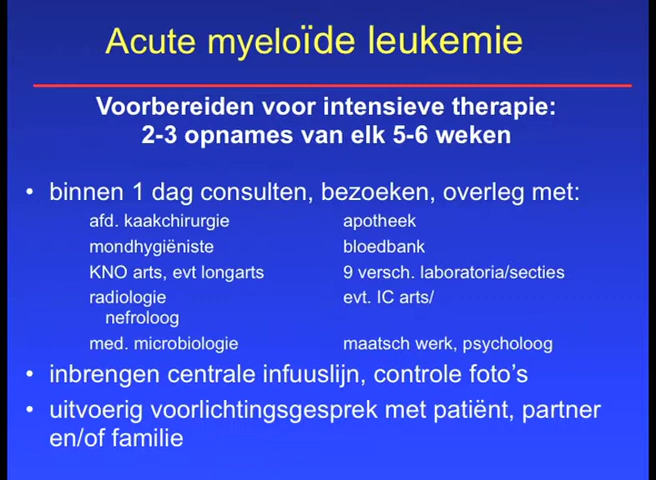 Acute myeloïde leukemie
Voorbereiden voor intensieve therapie:
2-3 opnames van elk 5-6 weken
• binnen 1 dag consulten, bezoeken, overleg met:
afd. kaakchirurgie apotheek
mondhygiëniste bloedbank
KNO arts, evt longarts 9 versch. laboratoria/secties
radiologie evt. IC arts/
nefroloog
med. microbiologie maatsch werk, psycholoog
• inbrengen centrale infuuslijn, controle foto's
• uitvoerig voorlichtingsgesprek met patiënt, partner
en/of familie